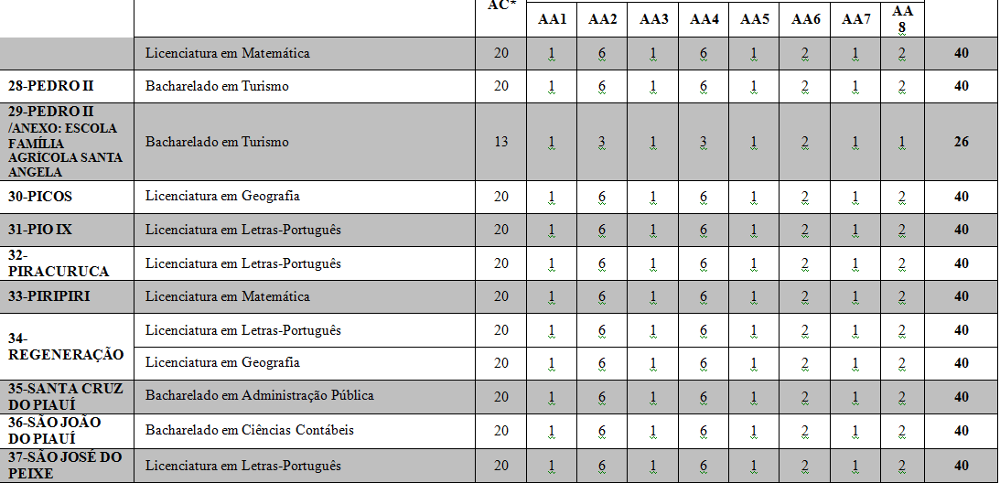 AC* AA1 AA2 AA3 AA4 AA5 AA6 AA7 AA
8
Licenciatura em Matemática 20 1 6 1 6 1 2 1 2 40
28-PEDRO II Bacharelado em Turismo 20 1 6 1 6 1 2 1 2 40
29-PEDRO II
/ANEXO: ESCOLA
FAMÍLIA
AGRÍCOLA SANTA
ANGELA
Bacharelado em Turismo 13 1 3 1 3 1 2 1 1 26
30-PICOS Licenciatura em Geografia 20 1 6 1 6 1 2 1 2 40
31-PIO IX Licenciatura em Letras-Português 20 1 6 1 6 1 2 1 2 40
32-
PIRACURUCA
Licenciatura em Letras-Português 20 1 6 1 6 1 2 1 2 40
33-PIRIPIRI Licenciatura em Matemática 20 1 6 1 6 1 2 1 2 40
34-
REGENERAÇÃO
Licenciatura em Letras-Português 20 1 6 1 6 1 2 1 2 40
Licenciatura em Geografia 20 1 6 1 6 1 2 1 2 40
35-SANTA CRUZ
DO PIAUÍ
Bacharelado em Administração Pública 20 1 6 1 6 1 2 1 2 40
36-SÃO JOÃO
DO PIAUÍ
Bacharelado em Ciências Contábeis 20 1 6 1 6 1 2 1 2 40
37-SÃO JOSÉ DO
PEIXE
Licenciatura em Letras-Português 20 1 6 1 6 1 2 1 2 40